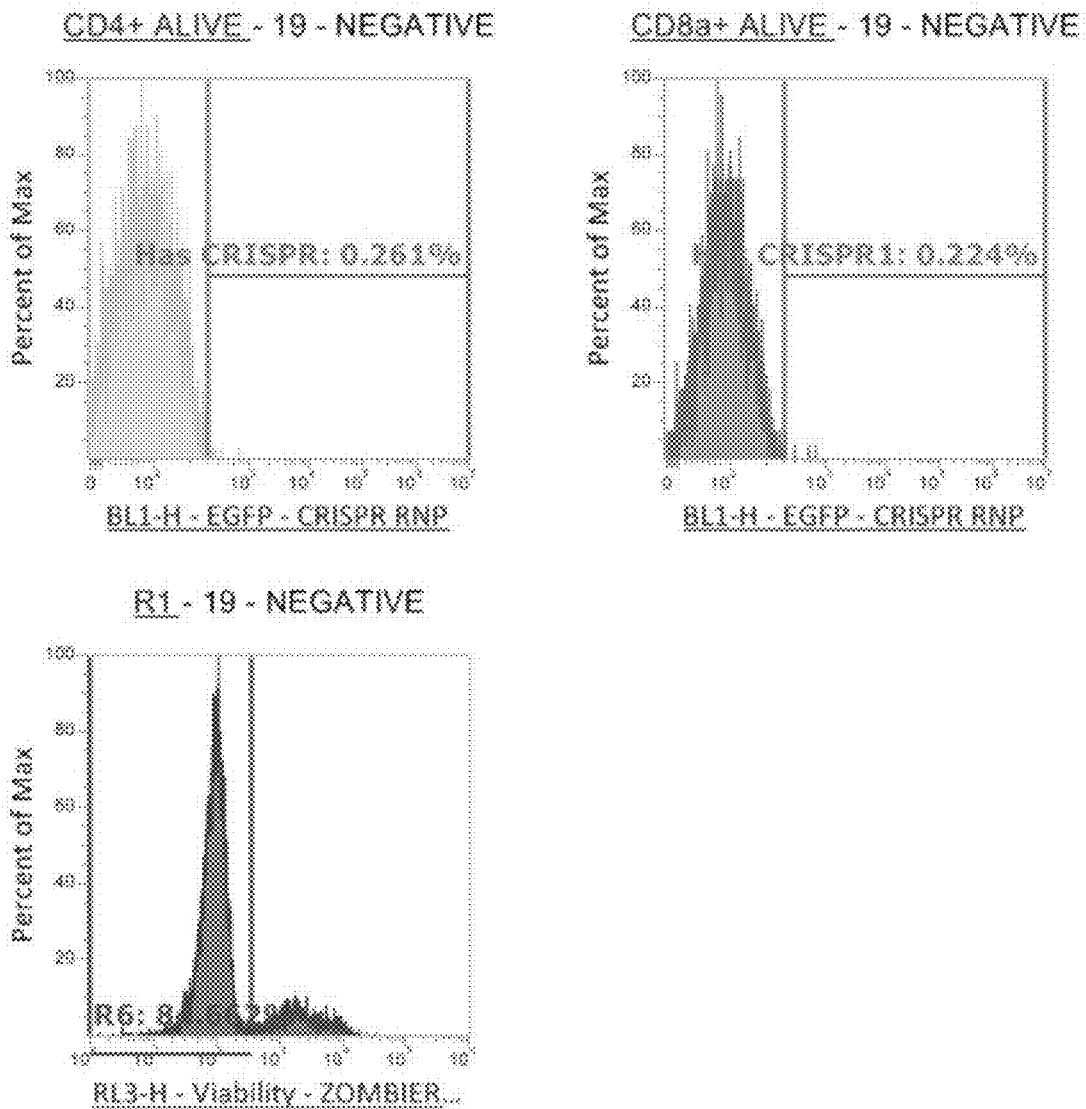 CD4+ ALIVE - 19 - NEGATIVE
CD8a+ ALIVE - 19 - NEGATIVE
Percent of Max
100
80
60
40
20
Has CRISPR: 0.261%
0
BL1-H - EGFP - CRISPR RNP
Percent of Max
100
80
60
40
20
CRISPR1: 0.224%
0
BL1-H - EGFP - CRISPR RNP
R1 - 19 - NEGATIVE
Percent of Max
100
80
60
40
20
R6:
RL3-H - Viability - ZOMBIER...